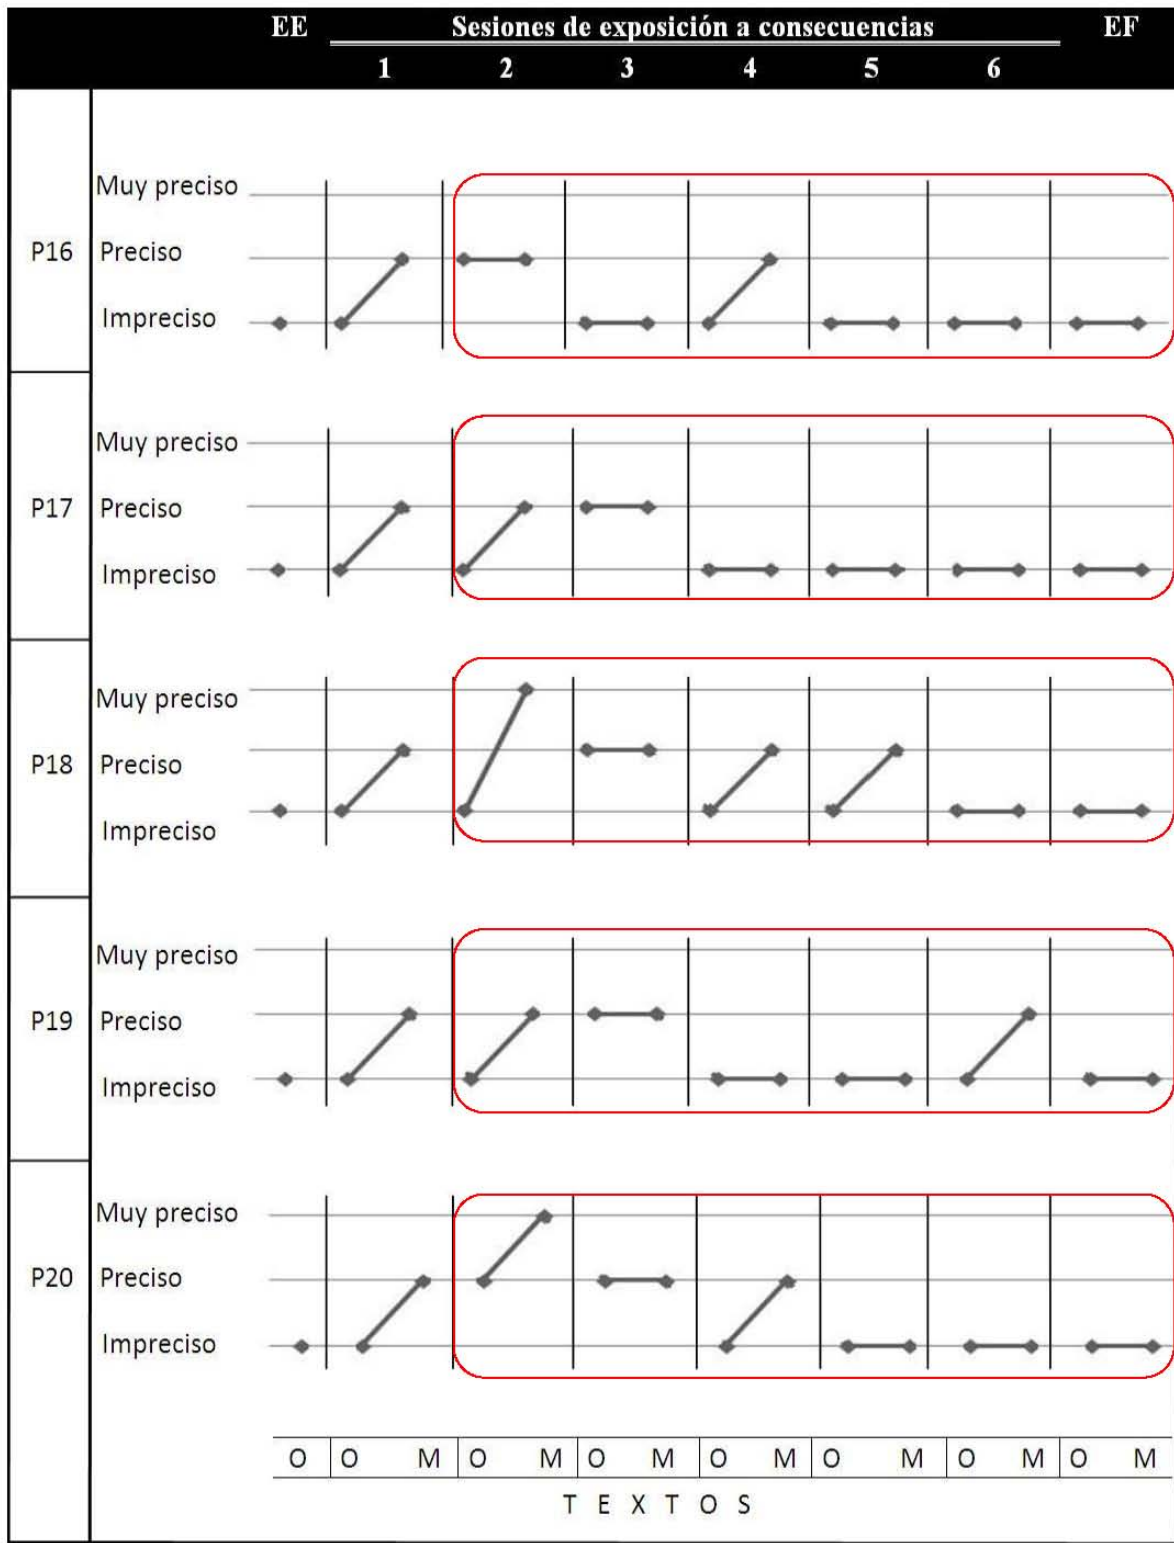 EE Sesiones de exposición a consecuencias EF
1 2 3 4 5 6
Muy preciso
P16 Preciso
Impreciso
Muy preciso
P17 Preciso
Impreciso
Muy preciso
P18 Preciso
Impreciso
Muy preciso
P19 Preciso
Impreciso
Muy preciso
P20 Preciso
Impreciso
O O M O M O M O M O M O M O M
T E X T O S